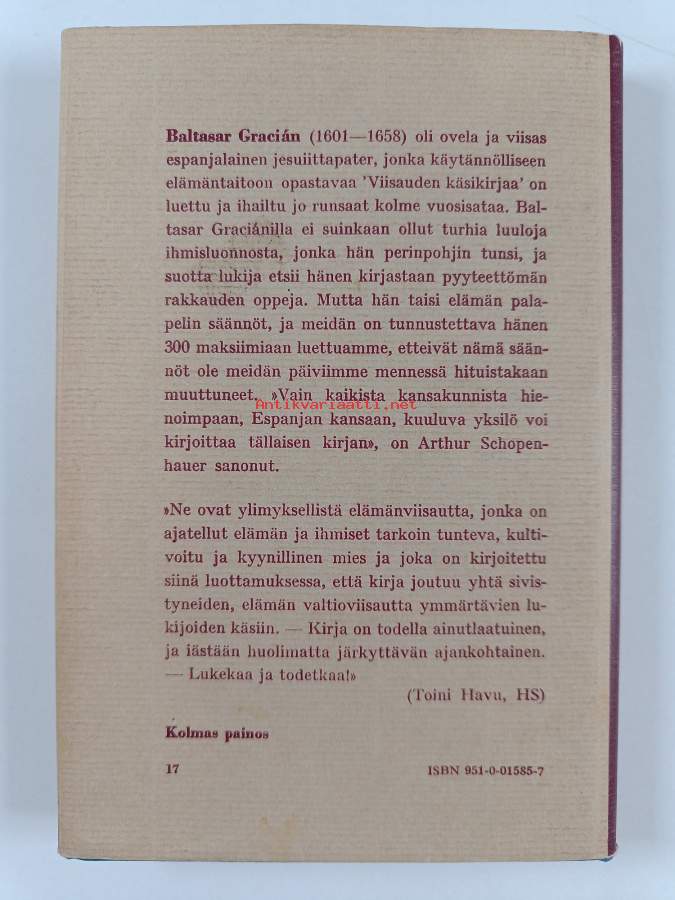 Baltasar Gracián (1601—1658) oli ovela ja viisas
espanjalainen jesuiittapater, jonka käytännölliseen
elämäntaitoon opastavaa 'Viisauden käsikirjaa' on
luettu ja ihailtu jo runsaat kolme vuosisataa. Bal-
tasar Graciánilla ei suinkaan ollut turhia luuloja
ihmisluonnosta, jonka hän perinpohjin tunsi, ja
suotta lukija etsii hänen kirjastaan pyyteettömän
rakkauden oppeja. Mutta hän taisi elämän pala-
pelin säännöt, ja meidän on tunnustettava hänen
300 maksiimiaan luettuamme, etteivät nämä sään-
nöt ole meidän päiviimme mennessä hituistakaan
muuttuneet. »Vain kaikista kansakunnista hie-
Antikvariaatti.net
noimpaan, Espanjan kansaan, kuuluva yksilö voi
kirjoittaa tällaisen kirjan», on Arthur Schopen-
hauer sanonut.
»Ne ovat ylimyksellistä elämänviisautta, jonka on
ajatellut elämän ja ihmiset tarkoin tunteva, kulti-
voitu ja kyynillinen mies ja joka on kirjoitettu
siinä luottamuksessa, että kirja joutuu yhtä sivis-
tyneiden, elämän valtioviisautta ymmärtävien lu-
kijoiden käsiin. — Kirja on todella ainutlaatuinen,
ja iästään huolimatta järkyttävän ajankohtainen.
— Lukekaa ja todetkaa!»
(Toini Havu, HS)
Kolmas painos
17 ISBN 951-0-01585-7